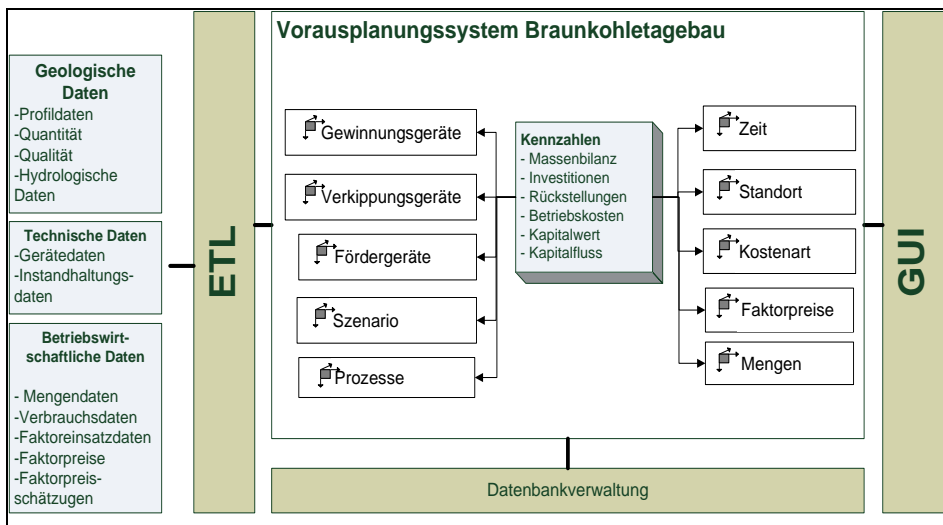 Vorausplanungssystem Braunkohletagebau
Geologische
Daten
-Profildaten
-Quantität
-Qualität
-Hydrologische
Daten
Technische Daten
-Gerätedaten
-Instandhaltungs-
daten
Betriebswirt-
schaftliche Daten
- Mengendaten
-Verbrauchsdaten
-Faktoreinsatzdaten
-Faktorpreise
-Faktorpreis-
schätzugen
ETL
Gewinnungsgeräte
Verkippungsgeräte
Fördergeräte
Szenario
Prozesse
Kennzahlen
- Massenbilanz
- Investitionen
- Rückstellungen
- Betriebskosten
- Kapitalwert
- Kapitalfluss
Zeit
Standort
Kostenart
Faktorpreise
Mengen
GUI
Datenbankverwaltung